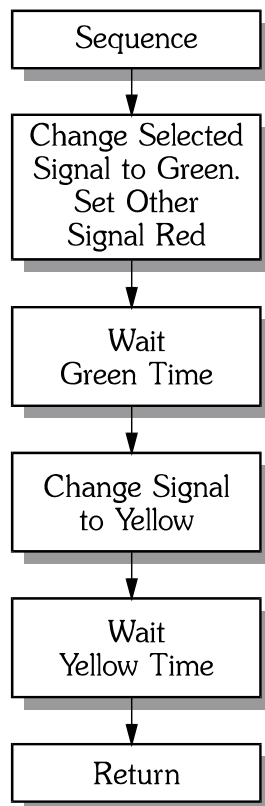 Sequence
Change Selected
Signal to Green.
Set Other
Signal Red
Wait
Green Time
Change Signal
to Yellow
Wait
Yellow Time
Return